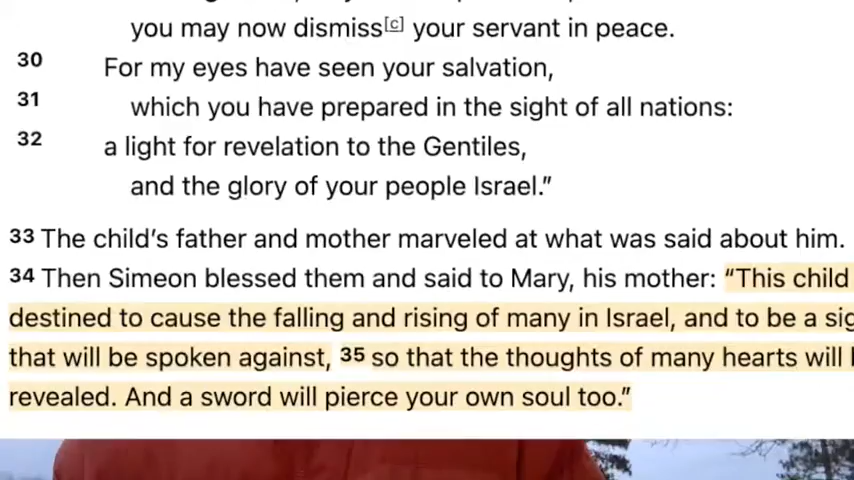 you may now dismiss[c] your servant in peace.
30 For my eyes have seen your salvation,
31 which you have prepared in the sight of all nations:
32 a light for revelation to the Gentiles,
and the glory of your people Israel.”
33 The child’s father and mother marveled at what was said about him.
34 Then Simeon blessed them and said to Mary, his mother: “This child
destined to cause the falling and rising of many in Israel, and to be a
that will be spoken against, 35 so that the thoughts of many hearts will
revealed. And a sword will pierce your own soul too.”